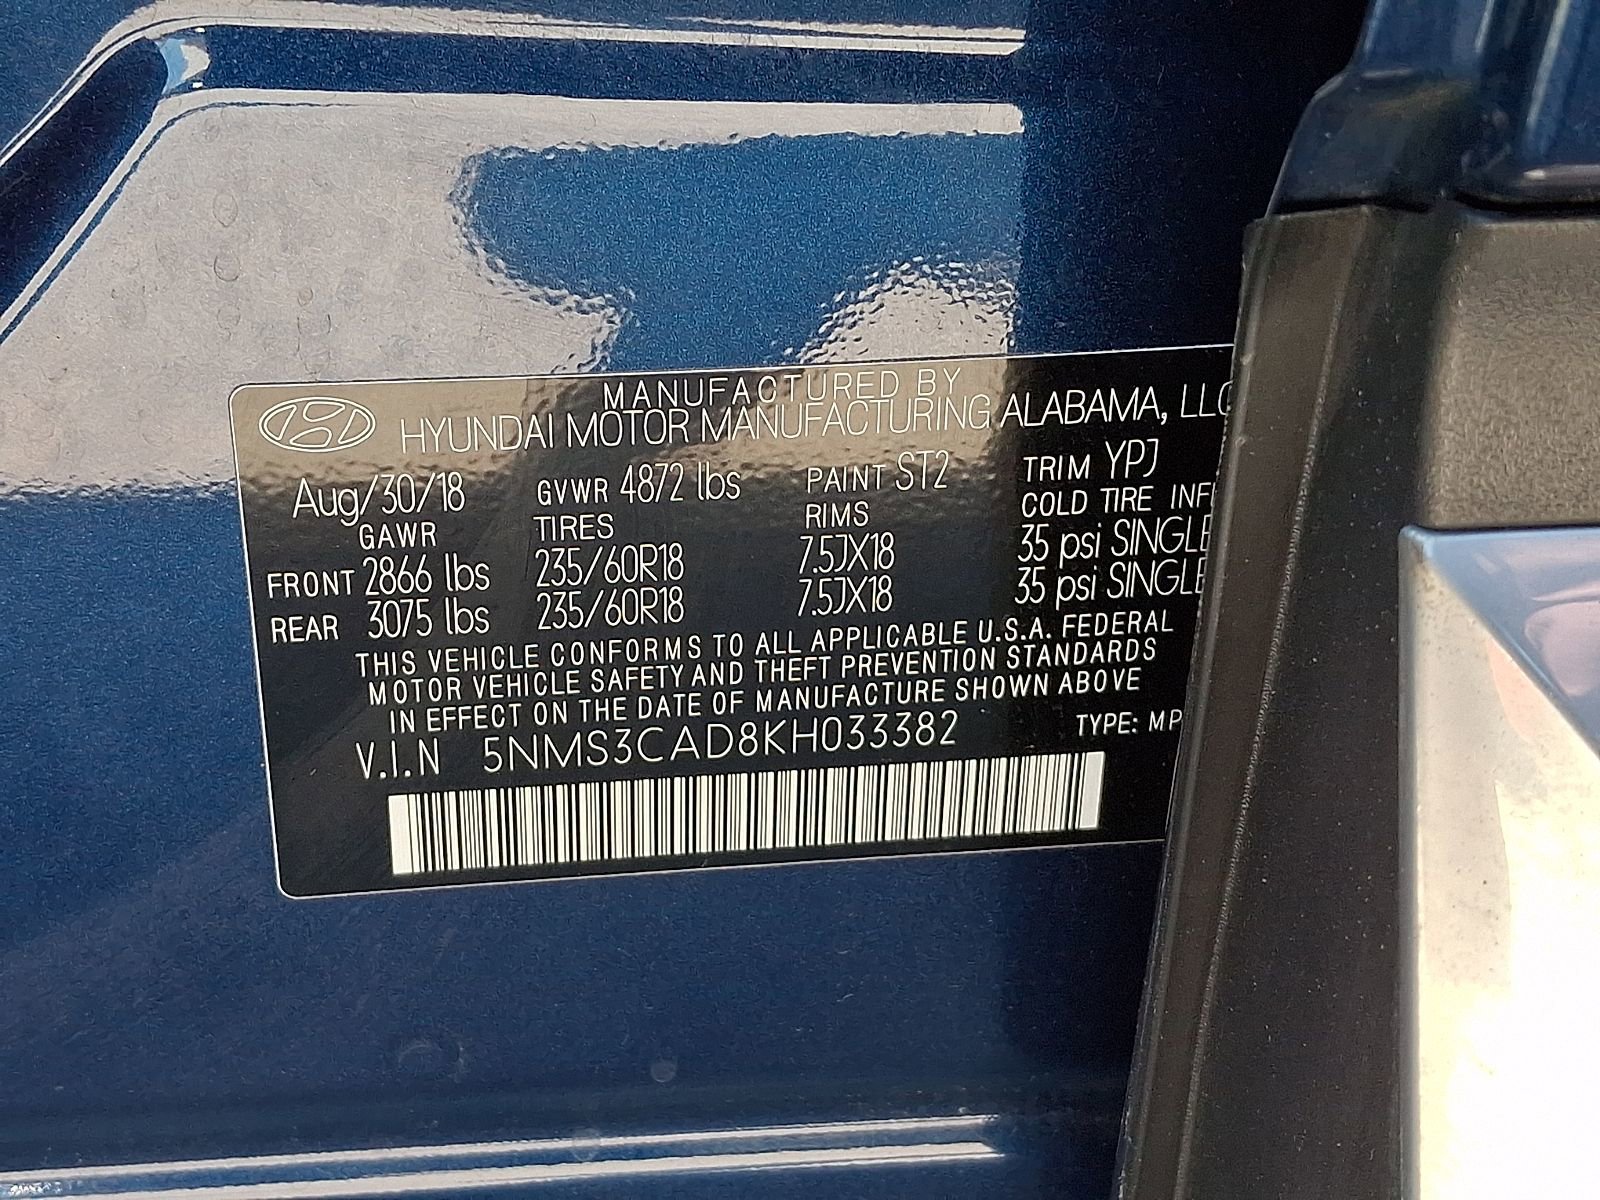 MANUFACTURED BY
HYUNDAI MOTOR MANUFACTURING ALABAMA, LLC
Aug/30/18 GVWR 4872 lbs PAINT ST2 TRIM YPJ
GAWR TIRES RIMS COLD TIRE INF
FRONT 2866 lbs 235/60R18 7.5JX18 35 psi SINGLE
REAR 3075 lbs 235/60R18 7.5JX18 35 psi SINGLE
THIS VEHICLE CONFORMS TO ALL APPLICABLE U.S.A. FEDERAL
MOTOR VEHICLE SAFETY AND THEFT PREVENTION STANDARDS
IN EFFECT ON THE DATE OF MANUFACTURE SHOWN ABOVE
V.I.N 5NMS3CAD8KH033382 TYPE: MP